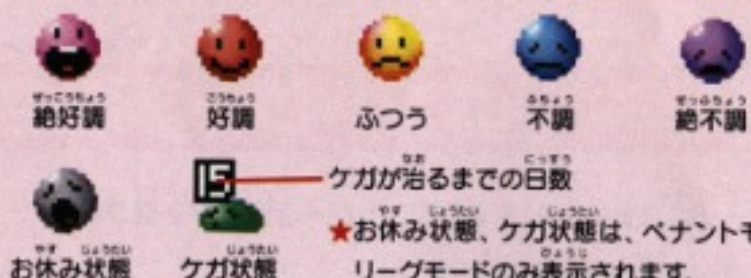 絶好調 好調 ふつう 不調 絶不調
15 ケガが治るまでの日数
★お休み状態、ケガ状態は、ペナントモ
お休み状態 ケガ状態 リーグモードのみ表示されます